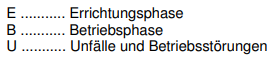 E ........... Errichtungsphase
B ........... Betriebsphase
U ........... Unfälle und Betriebsstörungen